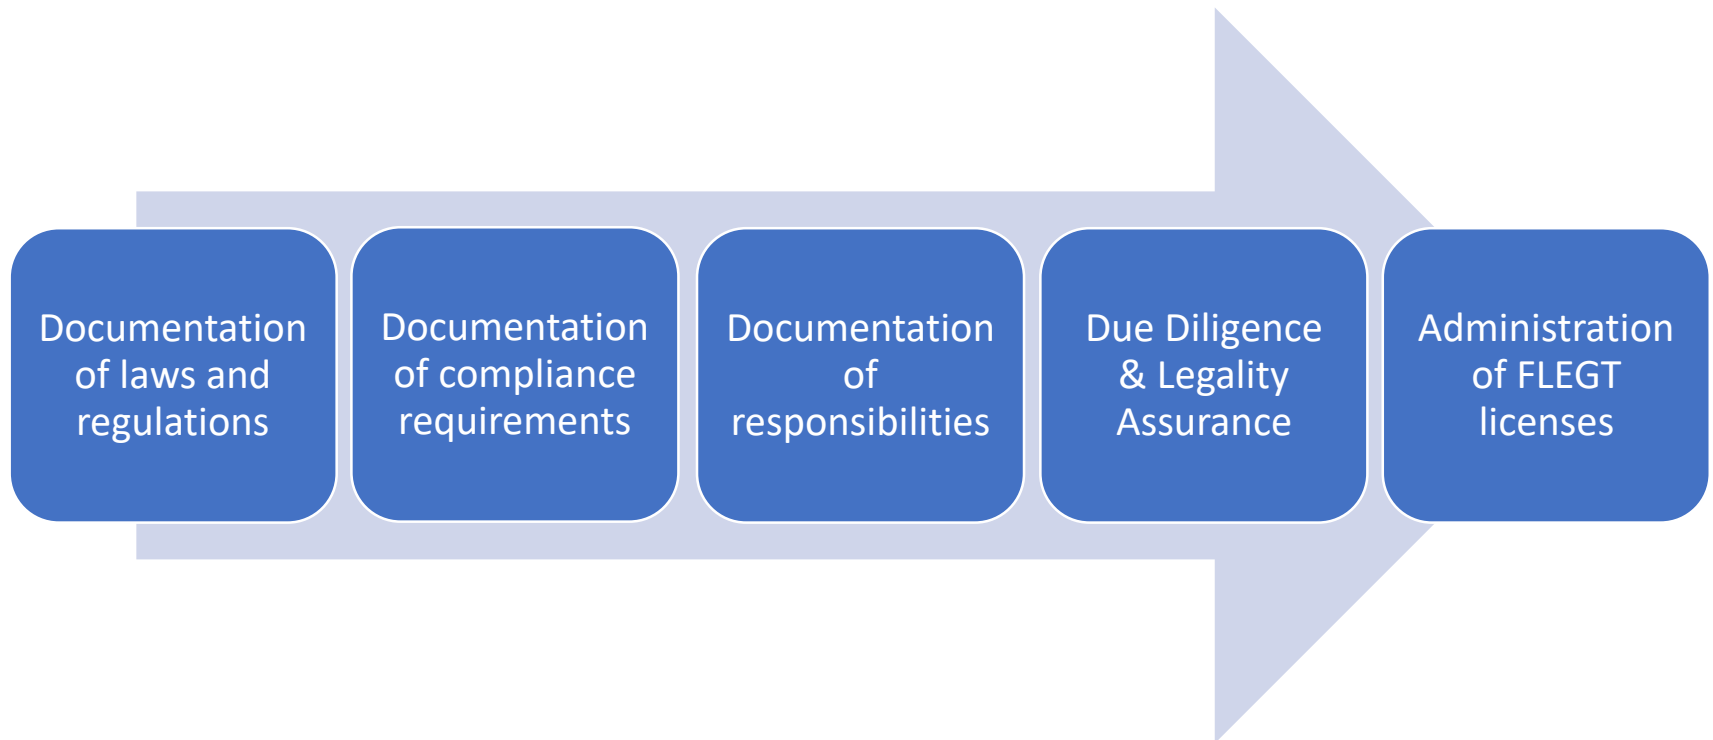 Documentation
of laws and
regulations
Documentation
of compliance
requirements
Documentation
of
responsibilities
Due Diligence
& Legality
Assurance
Administration
of FLEGT
licenses